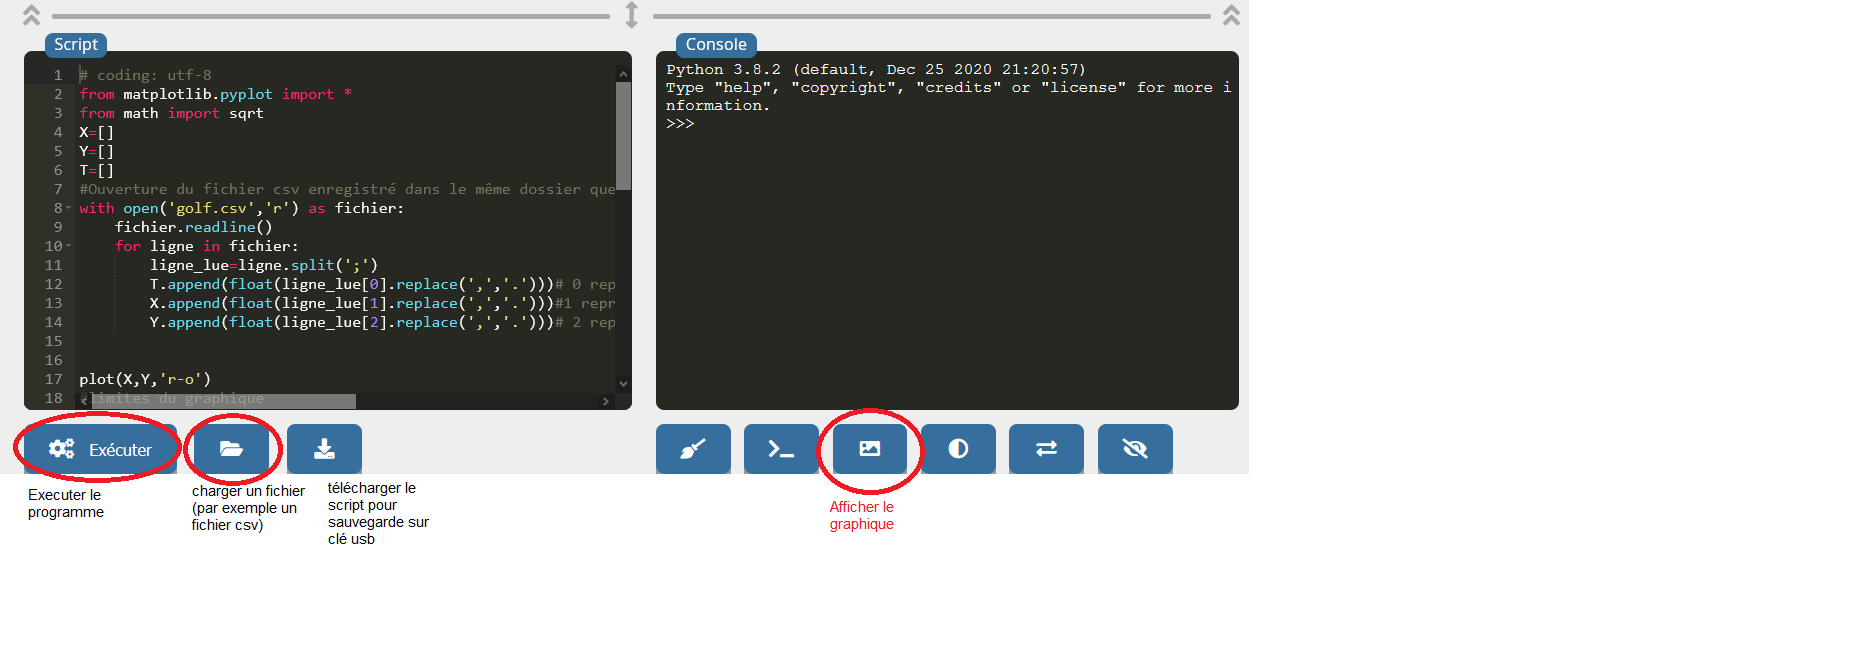 Script
1 # coding: utf-8
2 from matplotlib.pyplot import *
3 from math import sqrt
4 X=[]
5 Y=[]
6 T=[]
7 #Ouverture du fichier csv enregistré dans le même dossier que
8 with open('golf.csv','r') as fichier:
9 fichier.readline()
10 for ligne in fichier:
11 ligne_lue=ligne.split(';')
12 T.append(float(ligne_lue[0].replace(',','.')))# 0 rep
13 X.append(float(ligne_lue[1].replace(',','.')))#1 repr
14 Y.append(float(ligne_lue[2].replace(',','.')))# 2 rep
15
16
17 plot(X,Y,'r-o')
18 #limites du graphique
Console
Python 3.8.2 (default, Dec 25 2020 21:20:57)
Type "help", "copyright", "credits" or "license" for more i
nformation.
>>>
Exécuter
Executer le
programme
charger un fichier
(par exemple un
fichier csv)
télécharger le
script pour
sauvegarde sur
clé usb
Afficher le
graphique